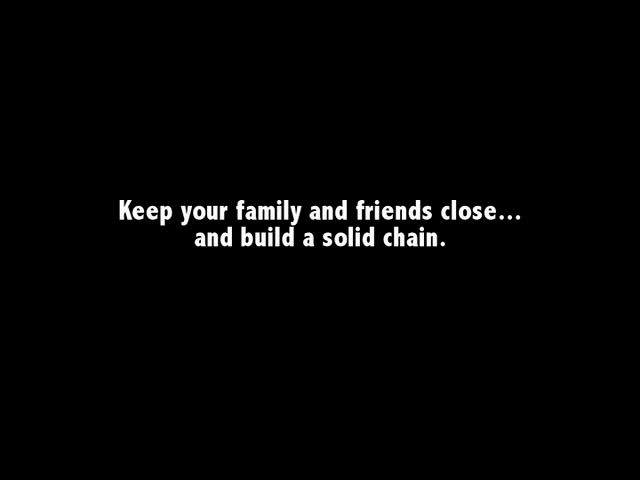 Keep your family and friends close...
and build a solid chain.